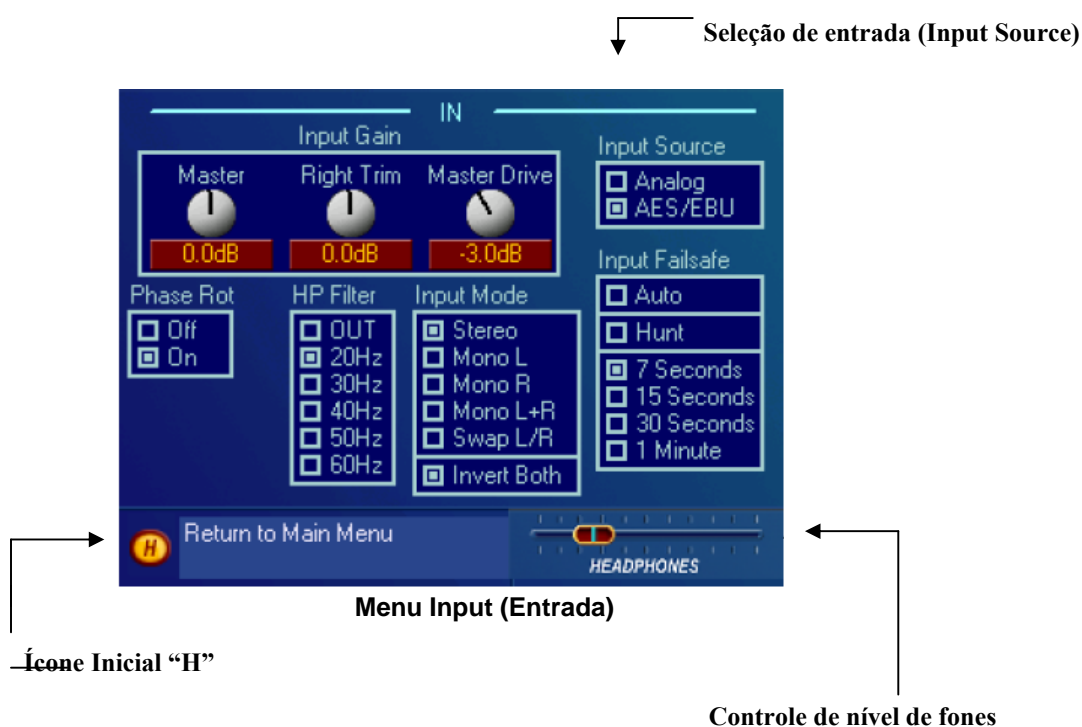 Seleção de entrada (Input Source)
IN
Input Gain
Master
Right Trim
Master Drive
0.0dB
0.0dB
-3.0dB
Input Source
Analog
AES/EBU
Input Failsafe
Auto
Hunt
7 Seconds
15 Seconds
30 Seconds
1 Minute
Phase Rot
Off
On
HP Filter
OUT
20Hz
30Hz
40Hz
50Hz
60Hz
Input Mode
Stereo
Mono L
Mono R
Mono L+R
Swap L/R
Invert Both
H
Return to Main Menu
HEADPHONES
Menu Input (Entrada)
Ícone Inicial “H”
Controle de nível de fones